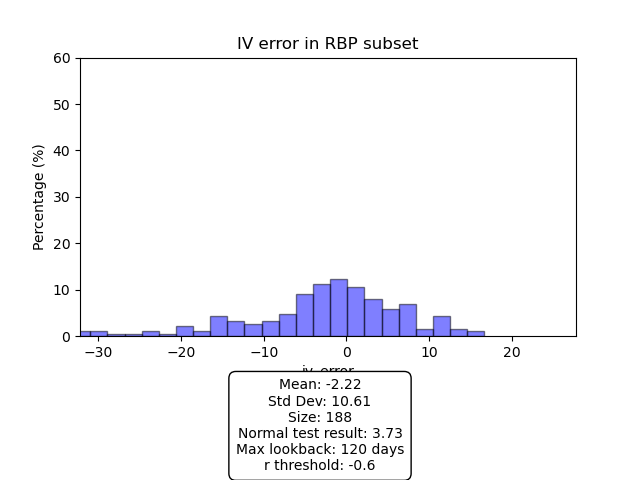 IV error in RBP subset
Percentage (%)
60
50
40
30
20
10
0
−30 −20 −10 0 10 20
iv_error
Mean: -2.22
Std Dev: 10.61
Size: 188
Normal test result: 3.73
Max lookback: 120 days
r threshold: -0.6